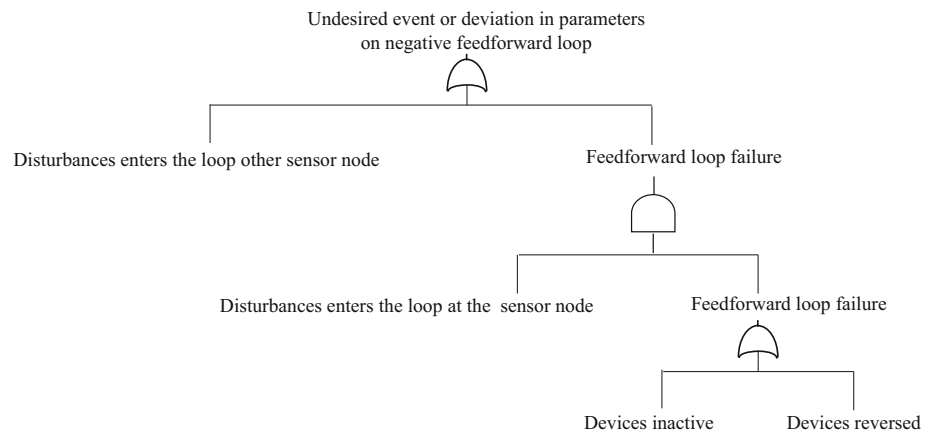 Undesired event or deviation in parameters
on negative feedforward loop
Disturbances enters the loop other sensor node
Feedforward loop failure
Disturbances enters the loop at the sensor node
Feedforward loop failure
Devices inactive
Devices reversed